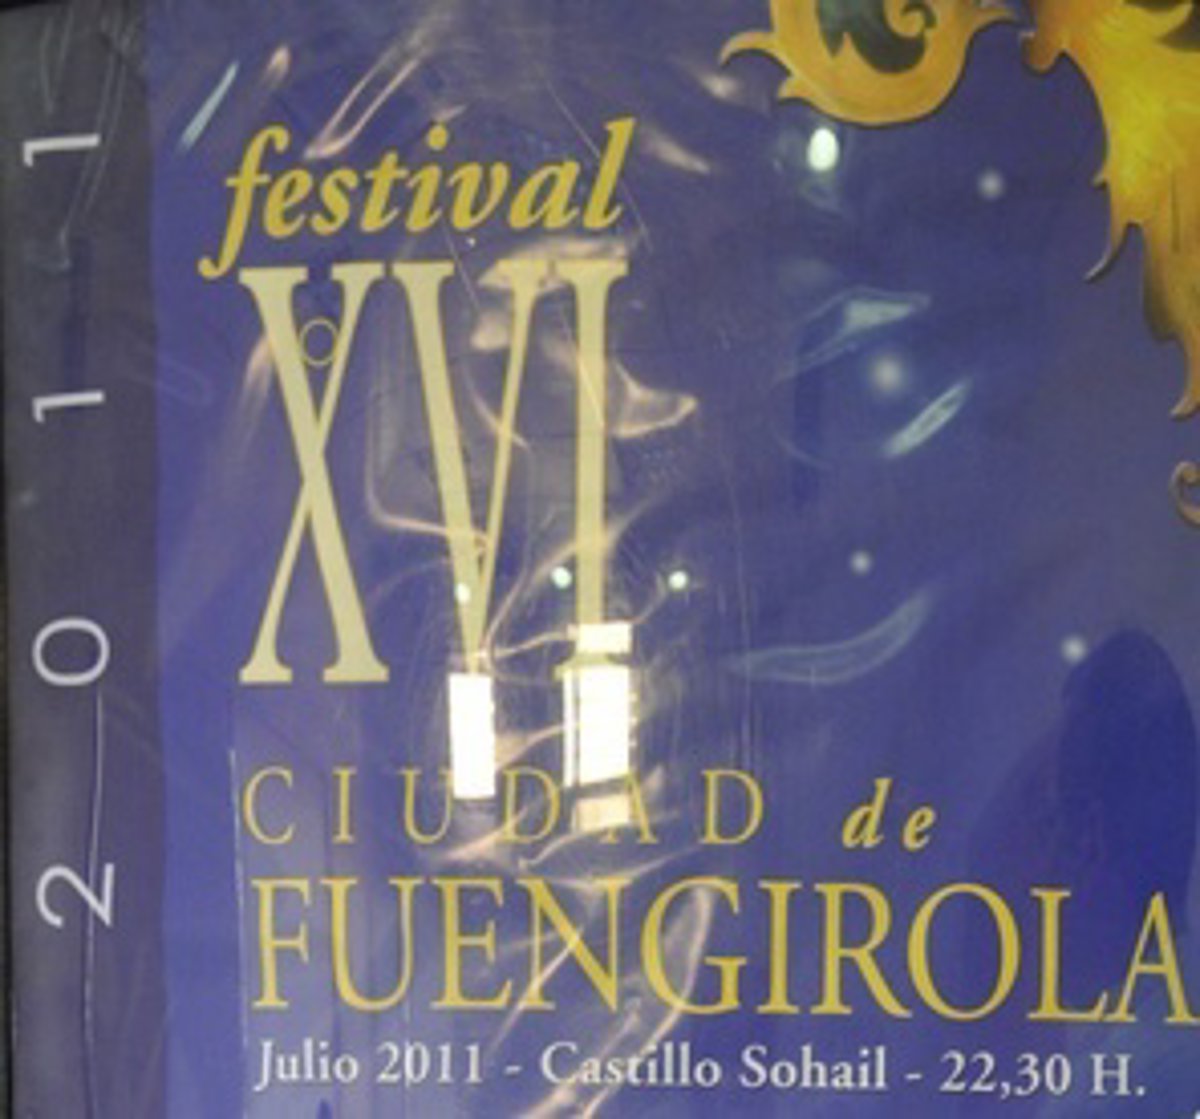 2011
festival
XVI
CIUDAD de
FUENGIROLA
Julio 2011 - Castillo Sohail - 22,30 H.